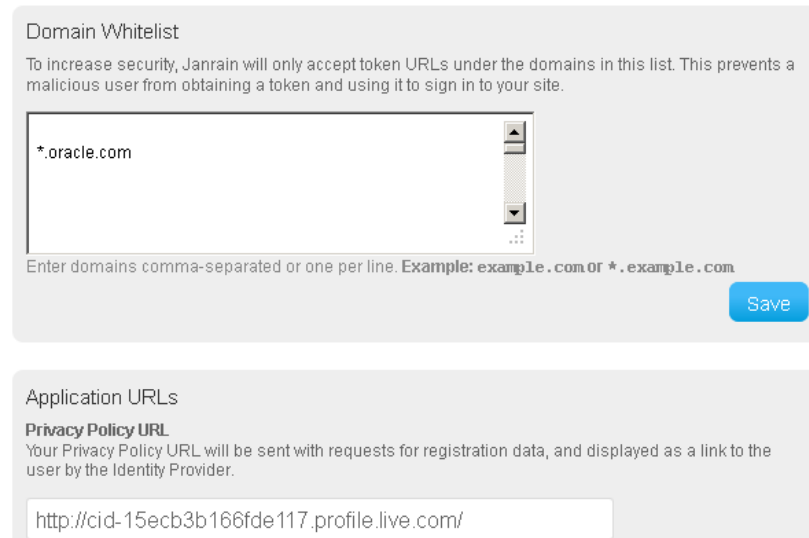 Domain Whitelist
To increase security, Janrain will only accept token URLs under the domains in this list. This prevents a
malicious user from obtaining a token and using it to sign in to your site.
*.oracle.com
Enter domains comma-separated or one per line. Example: example.com or *.example.com
Save
Application URLs
Privacy Policy URL
Your Privacy Policy URL will be sent with requests for registration data, and displayed as a link to the
user by the Identity Provider.
http://cid-15ecb3b166fde117.profile.live.com/